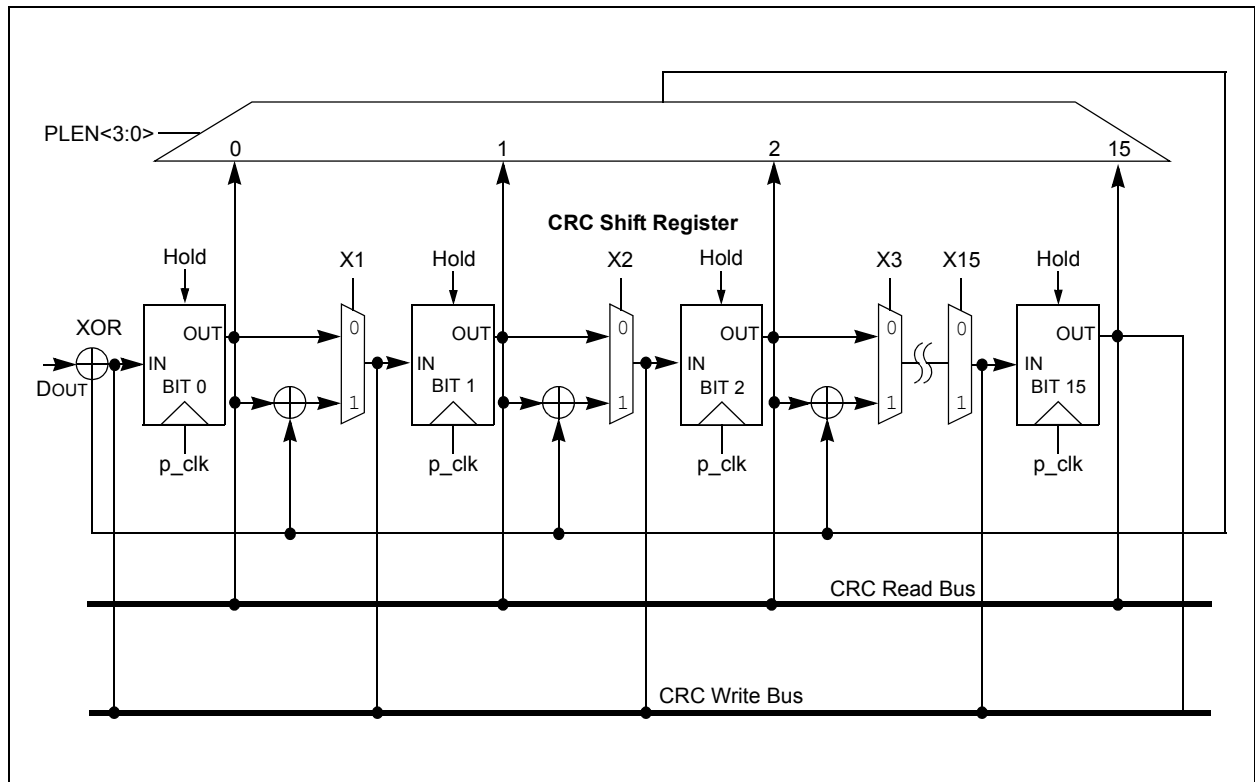 PLEN<3:0>
0 1 2 15
CRC Shift Register
Hold X1 Hold X2 Hold X3 X15 Hold
XOR
OUT 0 OUT 0 OUT 0 0 OUT
IN IN IN IN
DOUT
BIT 0 1 BIT 1 1 BIT 2 1 1 BIT 15
p_clk p_clk p_clk p_clk
CRC Read Bus
CRC Write Bus